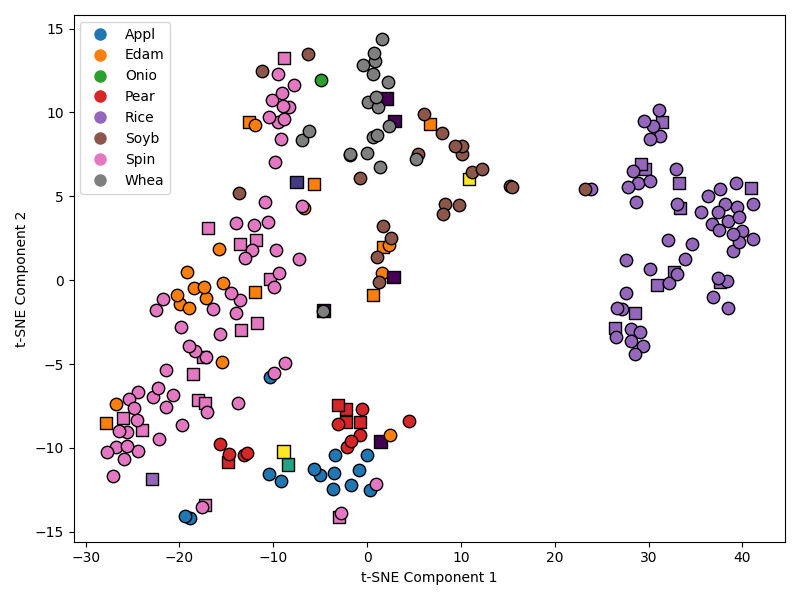 Appl
Edam
Onio
Pear
Rice
Soyb
Spin
Whea
15
10
5
0
−5
−10
−15
t-SNE Component 2
−30 −20 −10 0 10 20 30 40
t-SNE Component 1